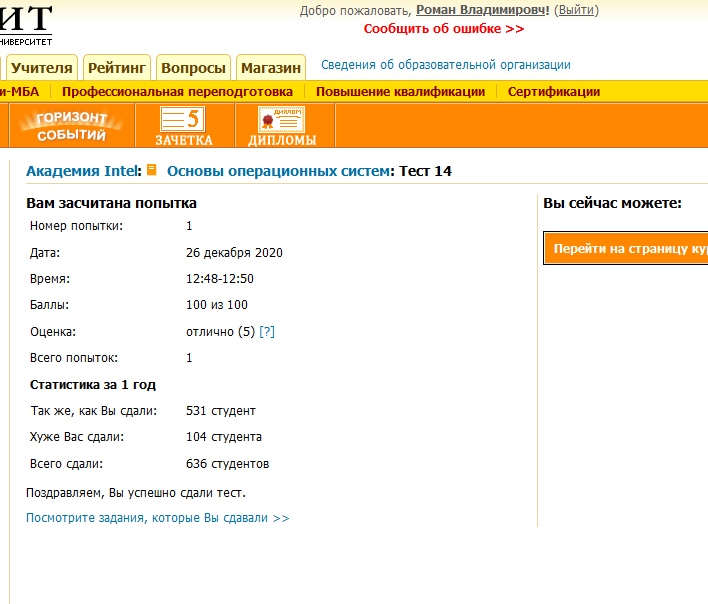 ИТ
НИВЕРСИТЕТ
Добро пожаловать, Роман Владимировч! (Выйти)
Сообщить об ошибке >>
Учителя Рейтинг Вопросы Магазин Сведения об образовательной организации
и-МБА Профессиональная переподготовка Повышение квалификации Сертификации
ГОРИЗОНТ
СОБЫТИЙ
5
ЗАЧЕТКА
ДИПЛОМ
ДИПЛОМЫ
Академия Intel: Основы операционных систем: Тест 14
Вам засчитана попытка
Номер попытки: 1
Дата: 26 декабря 2020
Время: 12:48-12:50
Баллы: 100 из 100
Оценка: отлично (5) [?]
Всего попыток: 1
Статистика за 1 год
Так же, как Вы сдали: 531 студент
Хуже Вас сдали: 104 студента
Всего сдали: 636 студентов
Поздравляем, Вы успешно сдали тест.
Посмотрите задания, которые Вы сдавали >>
Вы сейчас можете:
Перейти на страницу кур